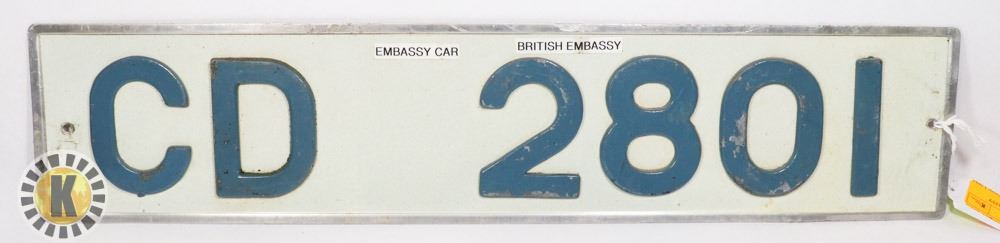 EMBASSY CAR BRITISH EMBASSY
CD 2801
K